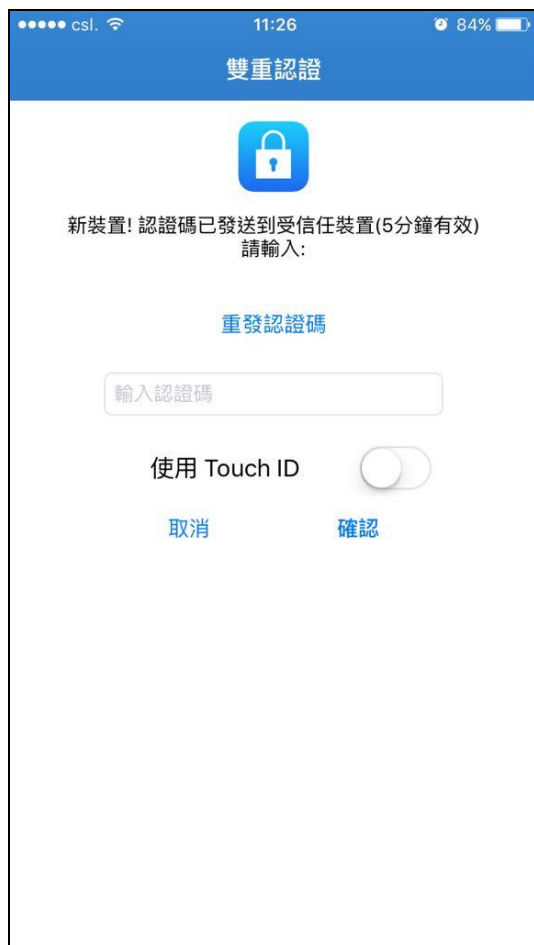 csl. 11:26 84%
雙重認證
新裝置! 認證碼已發送到受信任裝置(5分鐘有效)
請輸入:
重發認證碼
輸入認證碼
使用 Touch ID
取消 確認